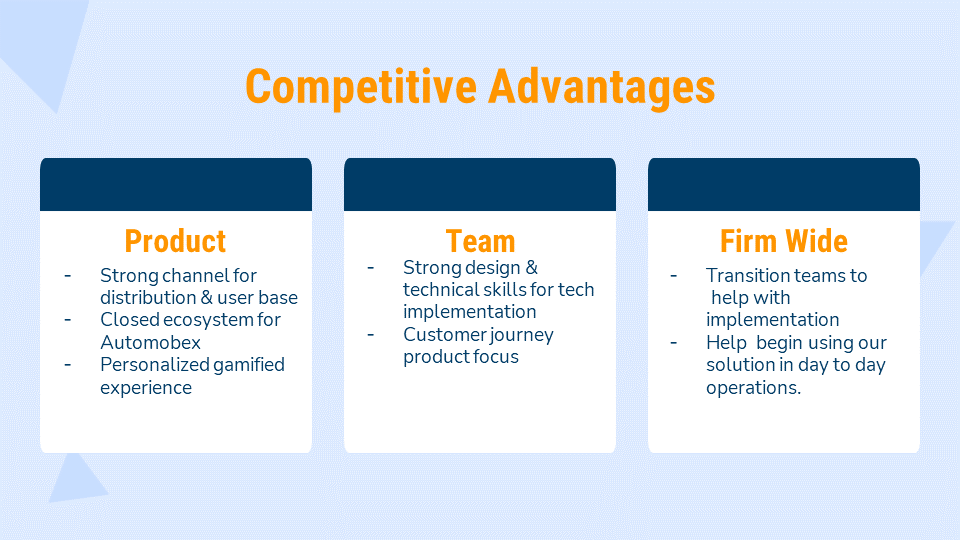 Competitive Advantages
Product
- Strong channel for
distribution & user base
- Closed ecosystem for
Automobex
- Personalized gamified
experience
Team
- Strong design &
technical skills for tech
implementation
- Customer journey
product focus
Firm Wide
- Transition teams to
help with
implementation
- Help  begin using our
solution in day to day
operations.